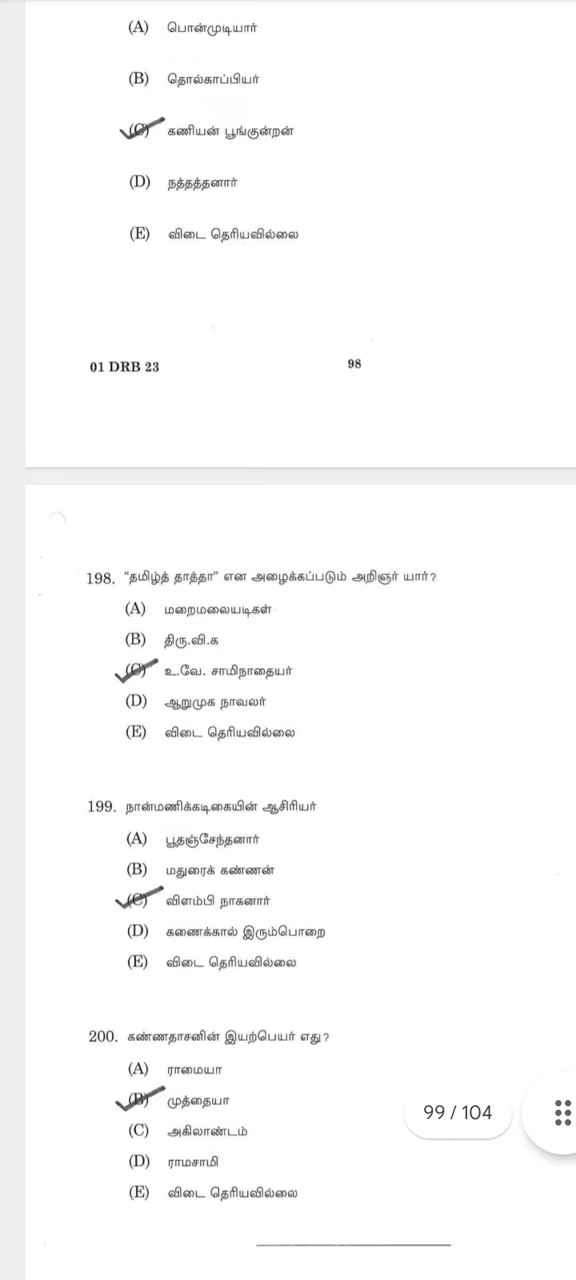 (A) பொன்முடியார்
(B) தொல்காப்பியர்
(C) கணியன் பூங்குன்றன்
(D) நத்தத்தனார்
(E) விடை தெரியவில்லை
01 DRB 23 98
198. “தமிழ்த் தாத்தா” என அழைக்கப்படும் அறிஞர் யார்?
(A) மறைமலையடிகள்
(B) திரு.வி.க
(C) உ.வே. சாமிநாதையர்
(D) ஆறுமுக நாவலர்
(E) விடை தெரியவில்லை
199. நான்மணிக்கடிகையின் ஆசிரியர்
(A) பூதஞ்சேந்தனார்
(B) மதுரைக் கண்ணன்
(C) விளம்பி நாகனார்
(D) கணைக்கால் இரும்பொறை
(E) விடை தெரியவில்லை
200. கண்ணதாசனின் இயற்பெயர் எது?
(A) ராமையா
(B) முத்தையா
99 / 104
(C) அகிலாண்டம்
(D) ராமசாமி
(E) விடை தெரியவில்லை